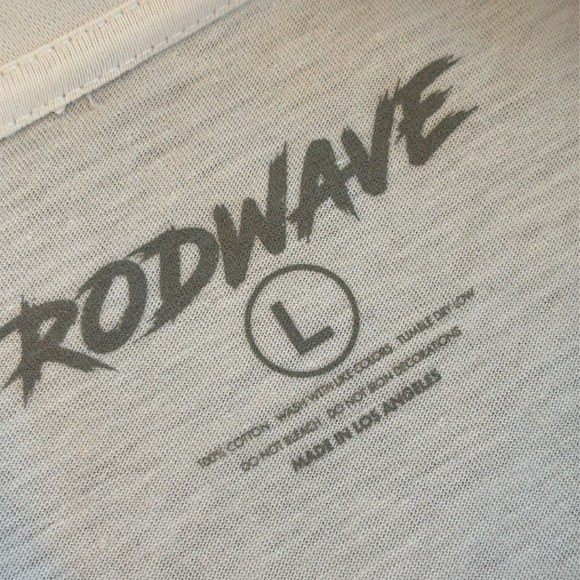 RODWAVE
L
100% COTTON WASH WITH LIKE COLORS TUMBLE DRY LOW
DO NOT BLEACH DO NOT IRON DECORATIONS
MADE IN LOS ANGELES